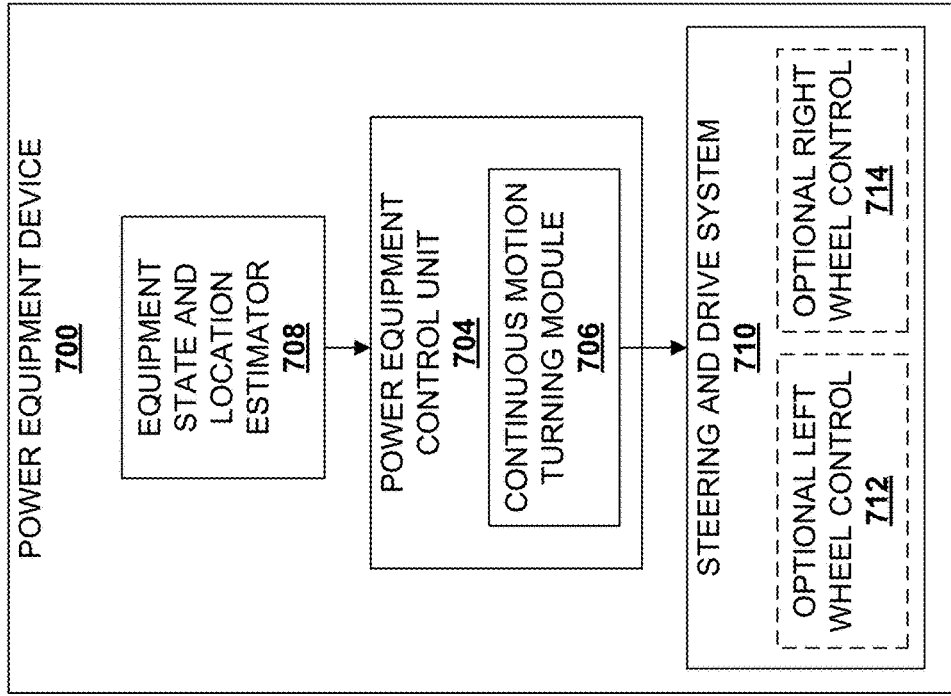 POWER EQUIPMENT DEVICE
700
EQUIPMENT
STATE AND
LOCATION
ESTIMATOR
708
POWER EQUIPMENT
CONTROL UNIT
704
CONTINUOUS MOTION
TURNING MODULE
706
STEERING AND DRIVE SYSTEM
710
OPTIONAL LEFT
WHEEL CONTROL
712
OPTIONAL RIGHT
WHEEL CONTROL
714